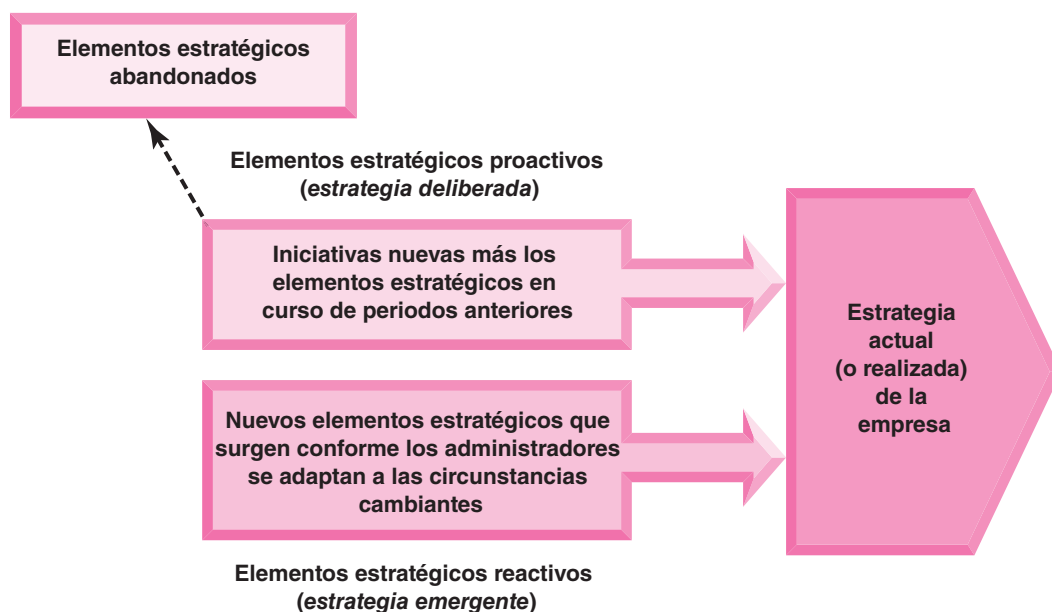 Elementos estratégicos
abandonados
Elementos estratégicos proactivos
(estrategia deliberada)
Iniciativas nuevas más los
elementos estratégicos en
curso de periodos anteriores
Nuevos elementos estratégicos que
surgen conforme los administradores
se adaptan a las circunstancias
cambiantes
Elementos estratégicos reactivos
(estrategia emergente)
Estrategia
actual
(o realizada)
de la
empresa